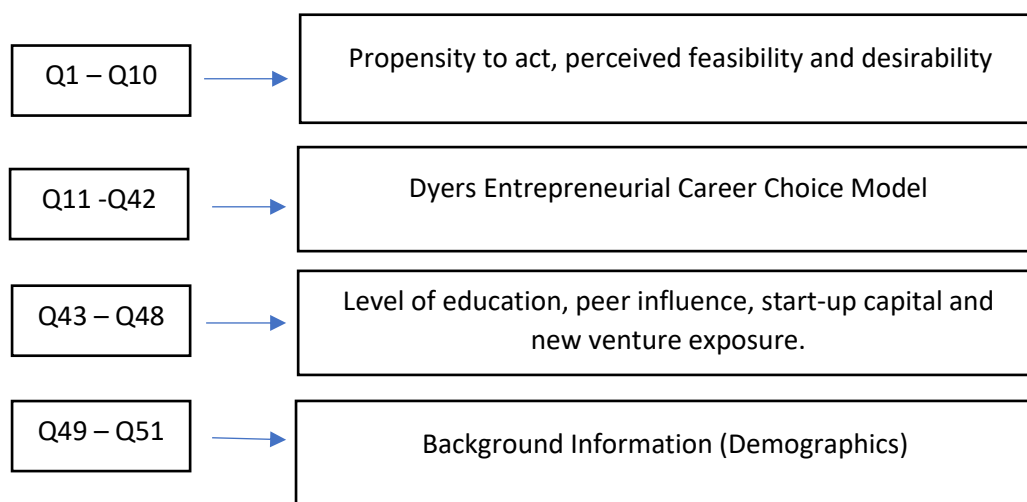 Q1 – Q10
Propensity to act, perceived feasibility and desirability
Q11 -Q42
Dyers Entrepreneurial Career Choice Model
Q43 – Q48
Level of education, peer influence, start-up capital and
new venture exposure.
Q49 – Q51
Background Information (Demographics)